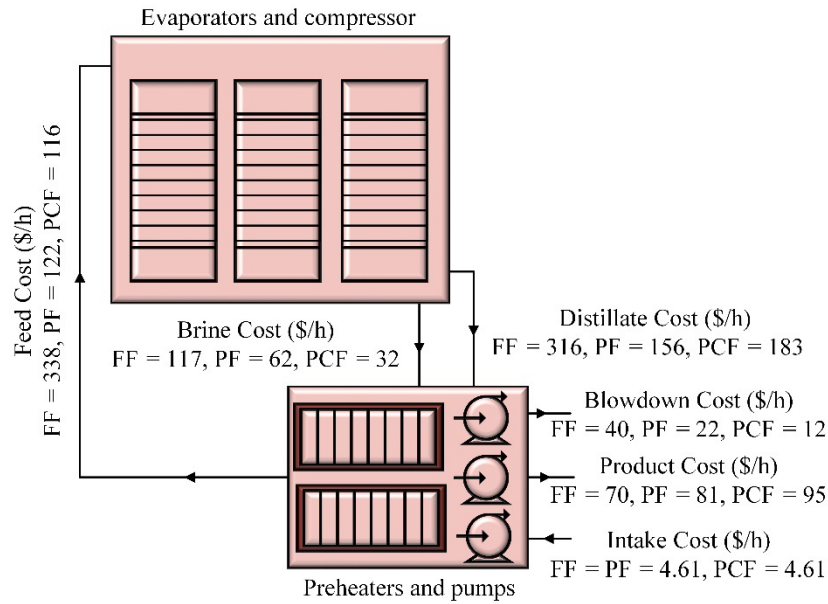 Evaporators and compressor
Feed Cost ($/h)
FF = 338, PF = 122, PCF = 116
Brine Cost ($/h)
FF = 117, PF = 62, PCF = 32
Distillate Cost ($/h)
FF = 316, PF = 156, PCF = 183
Blowdown Cost ($/h)
FF = 40, PF = 22, PCF = 12
Product Cost ($/h)
FF = 70, PF = 81, PCF = 95
Intake Cost ($/h)
FF = PF = 4.61, PCF = 4.61
Preheaters and pumps